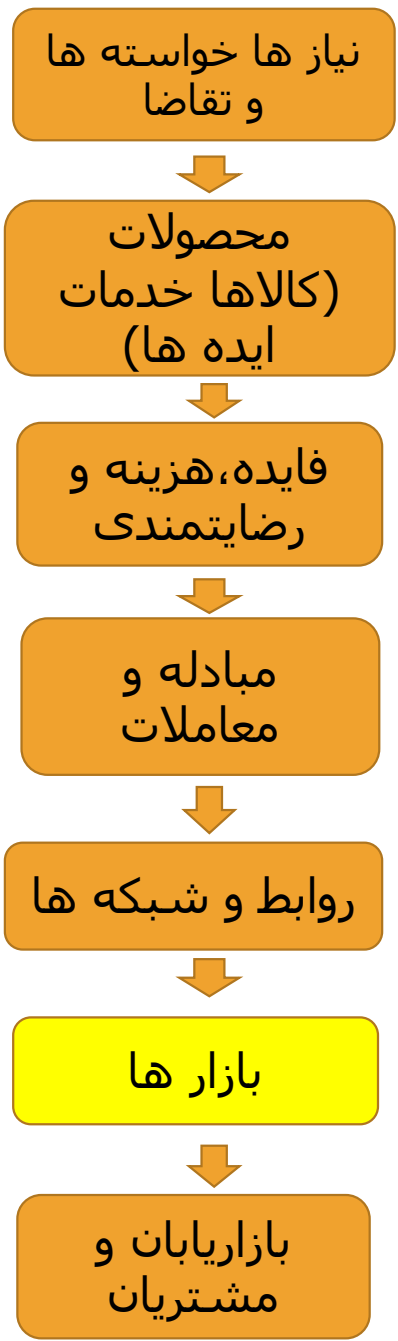 نیاز ها خواسته ها
و تقاضا
محصولات
(کالاها خدمات
ایده ها)
فایده،هزینه و
رضایتمندی
مبادله و
معاملات
روابط و شبکه ها
بازار ها
بازاریابان و
مشتریان